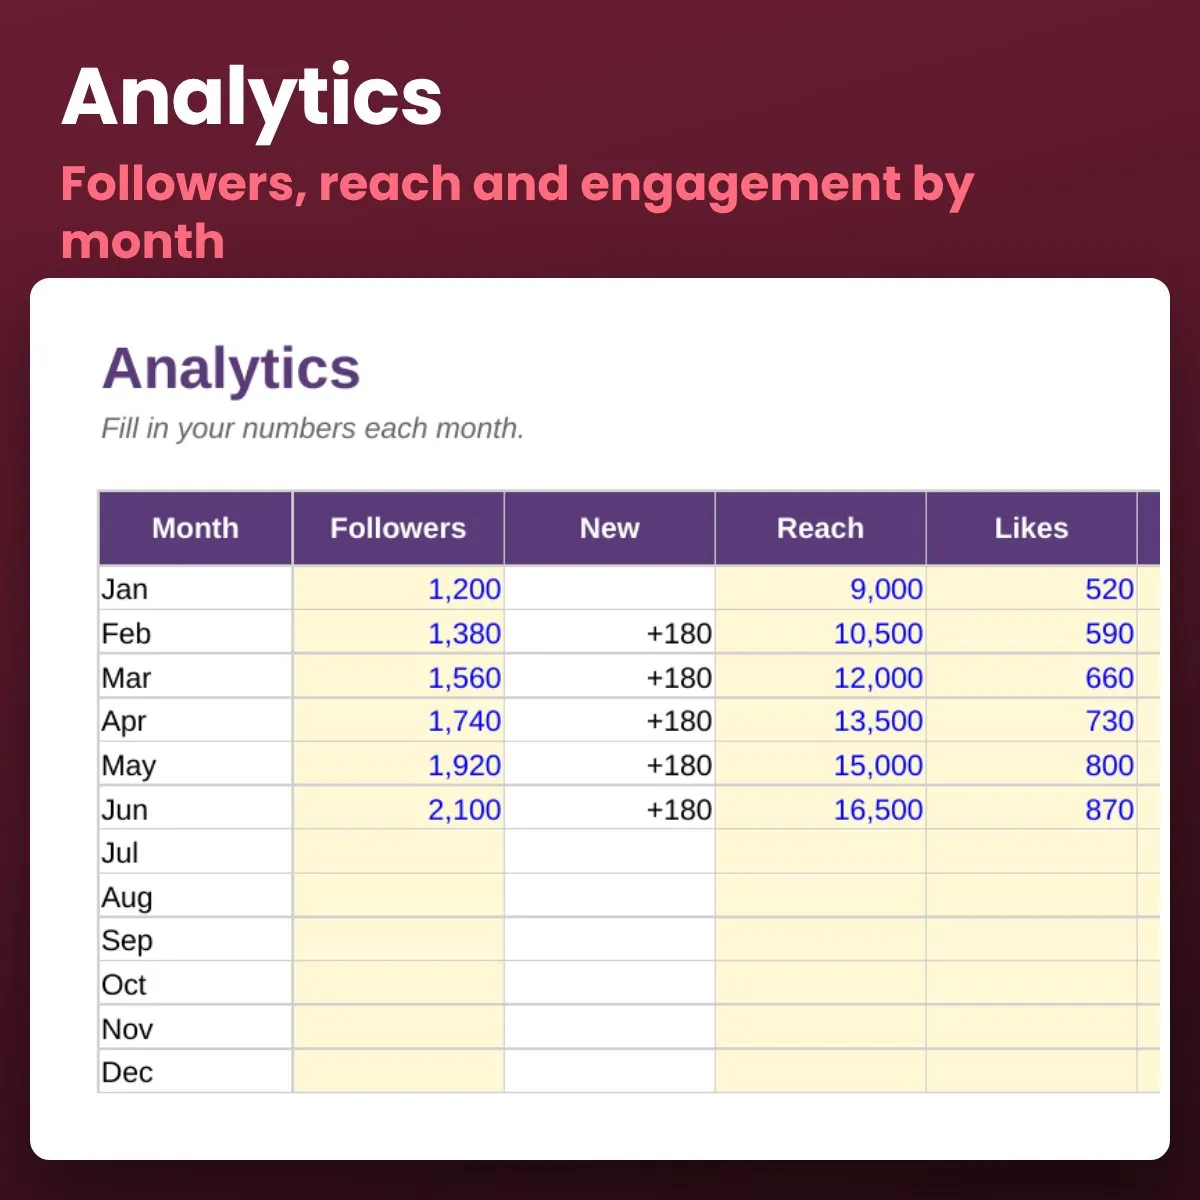 Analytics
Followers, reach and engagement by
month
Analytics
Fill in your numbers each month.
Month Followers New Reach Likes
Jan 1,200 9,000 520
Feb 1,380 +180 10,500 590
Mar 1,560 +180 12,000 660
Apr 1,740 +180 13,500 730
May 1,920 +180 15,000 800
Jun 2,100 +180 16,500 870
Jul
Aug
Sep
Oct
Nov
Dec